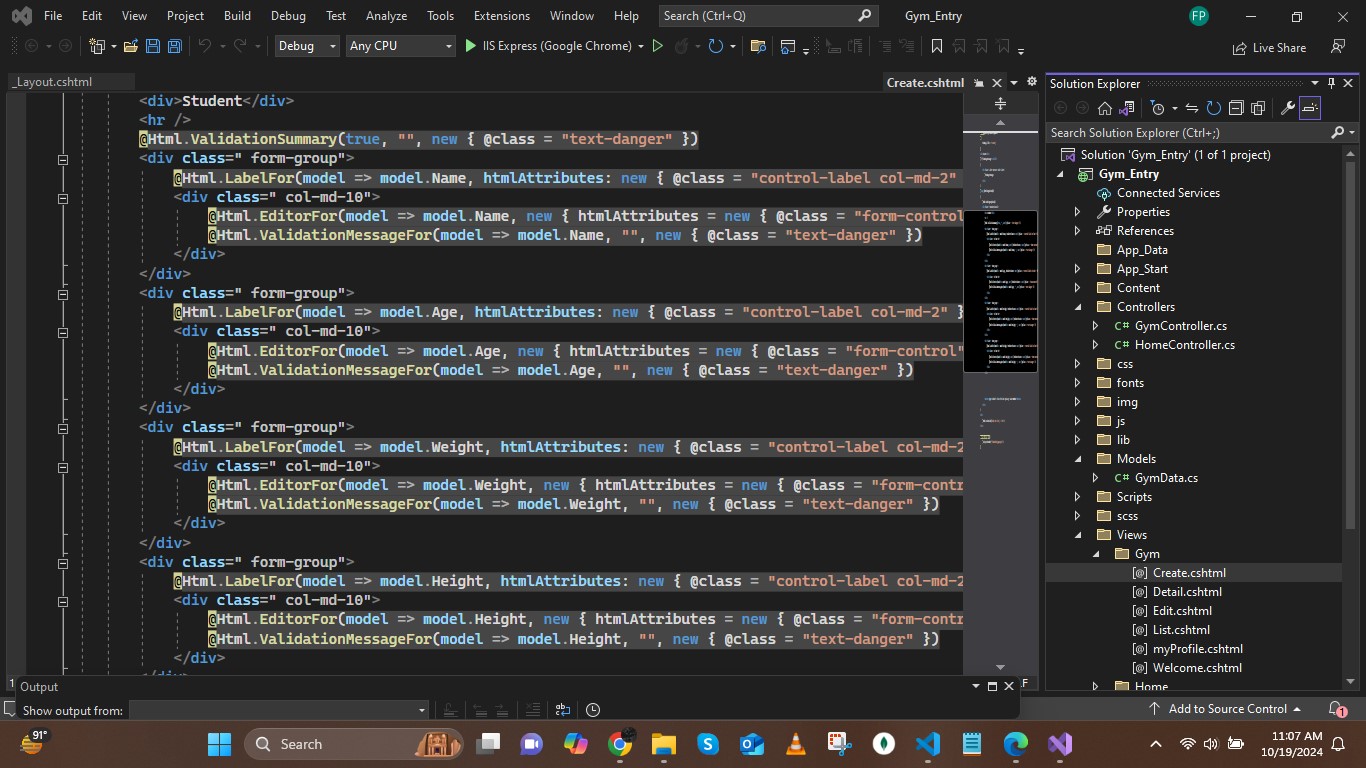 File Edit View Project Build Debug Test Analyze Tools Extensions Window Help Search (Ctrl+Q) Gym_Entry FP
Debug Any CPU IIS Express (Google Chrome) Live Share
_Layout.cshtml Create.cshtml
<div>Student</div>
<hr />
@Html.ValidationSummary(true, "", new { @class = "text-danger" })
<div class=" form-group">
@Html.LabelFor(model => model.Name, htmlAttributes: new { @class = "control-label col-md-2"
<div class=" col-md-10">
@Html.EditorFor(model => model.Name, new { htmlAttributes = new { @class = "form-control
@Html.ValidationMessageFor(model => model.Name, "", new { @class = "text-danger" })
</div>
</div>
<div class=" form-group">
@Html.LabelFor(model => model.Age, htmlAttributes: new { @class = "control-label col-md-2" }
<div class=" col-md-10">
@Html.EditorFor(model => model.Age, new { htmlAttributes = new { @class = "form-control"
@Html.ValidationMessageFor(model => model.Age, "", new { @class = "text-danger" })
</div>
</div>
<div class=" form-group">
@Html.LabelFor(model => model.Weight, htmlAttributes: new { @class = "control-label col-md-2
<div class=" col-md-10">
@Html.EditorFor(model => model.Weight, new { htmlAttributes = new { @class = "form-contr
@Html.ValidationMessageFor(model => model.Weight, "", new { @class = "text-danger" })
</div>
</div>
<div class=" form-group">
@Html.LabelFor(model => model.Height, htmlAttributes: new { @class = "control-label col-md-2
<div class=" col-md-10">
@Html.EditorFor(model => model.Height, new { htmlAttributes = new { @class = "form-contr
@Html.ValidationMessageFor(model => model.Height, "", new { @class = "text-danger" })
</div>
</div>
Output
Show output from:
Solution Explorer
Search Solution Explorer (Ctrl+;)
Solution 'Gym_Entry' (1 of 1 project)
Gym_Entry
Connected Services
Properties
References
App_Data
App_Start
Content
Controllers
C# GymController.cs
C# HomeController.cs
css
fonts
img
js
lib
Models
C# GymData.cs
Scripts
scss
Views
Gym
[@] Create.cshtml
[@] Detail.cshtml
[@] Edit.cshtml
[@] List.cshtml
[@] myProfile.cshtml
[@] Welcome.cshtml
Home
Add to Source Control 1
91° Search 11:07 AM
10/19/2024